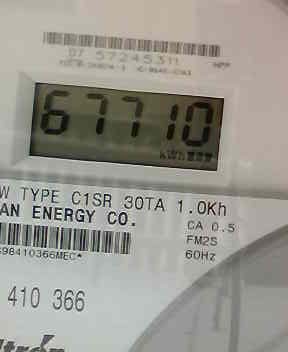 07 57245311
67710
kWh
W TYPE C1SR 30TA 1.0Kh
AN ENERGY CO.
CA 0.5
FM2S
60Hz
S98410366MEC*
410 366